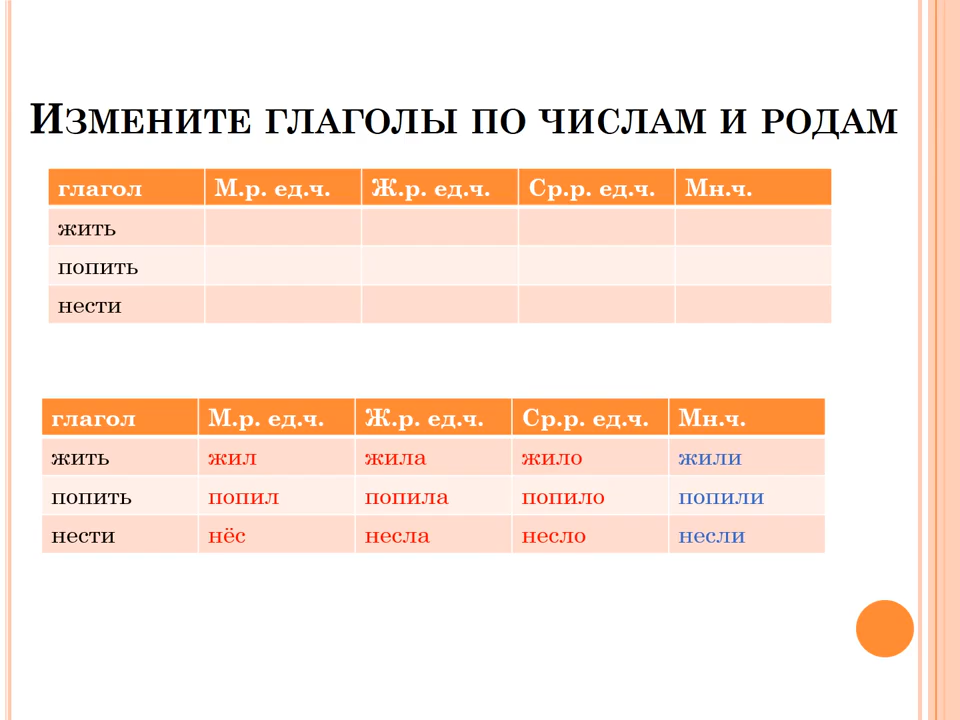 Измените глаголы по числам и родам
глагол М.р. ед.ч. Ж.р. ед.ч. Ср.р. ед.ч. Мн.ч.
жить
попить
нести
глагол М.р. ед.ч. Ж.р. ед.ч. Ср.р. ед.ч. Мн.ч.
жить жил жила жило жили
попить попил попила попило попили
нести нёс несла несло несли